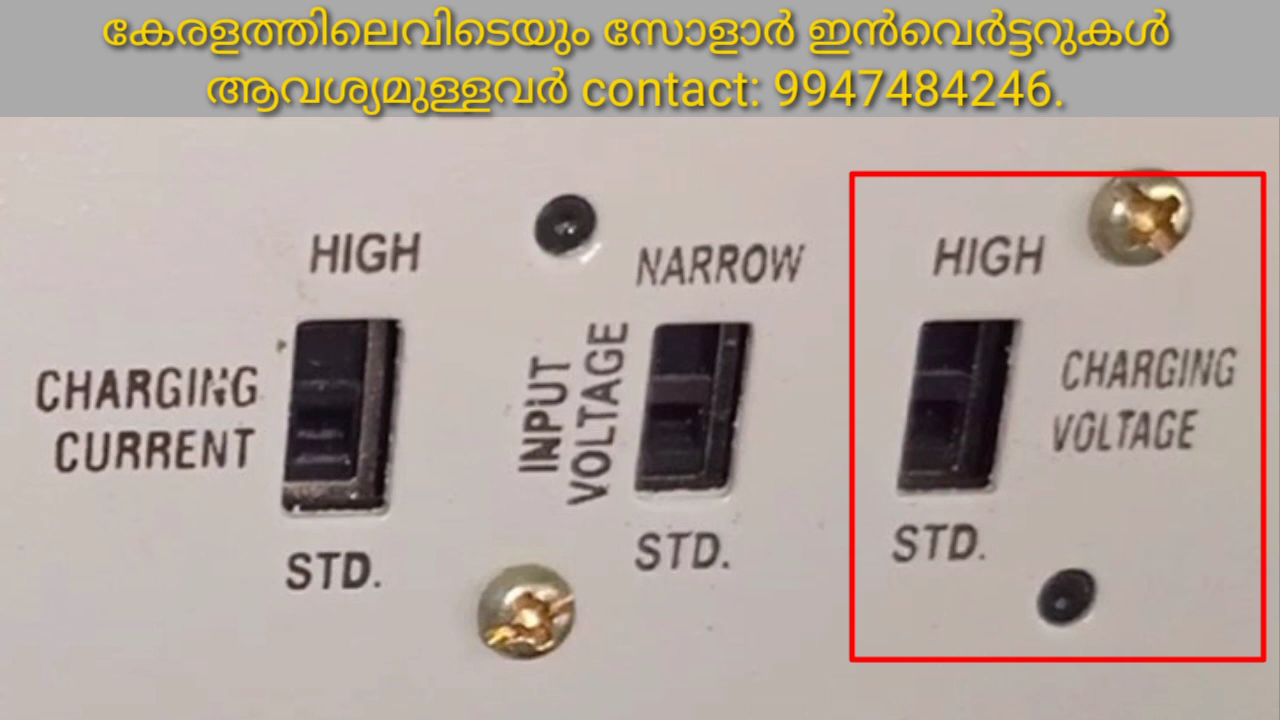 കേരളത്തിലെവിടെയും സോളാർ ഇൻവെർട്ടറുകൾ
ആവശ്യമുള്ളവർ contact: 9947484246.
HIGH
CHARGING
CURRENT
STD.
NARROW
INPUT
VOLTAGE
STD.
HIGH
CHARGING
VOLTAGE
STD.